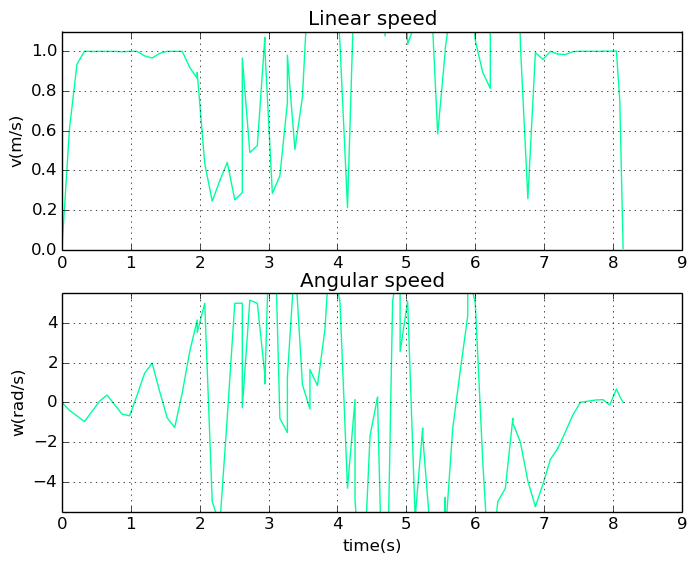 Linear speed
v(m/s)
1.0
0.8
0.6
0.4
0.2
0.0
0 1 2 3 4 5 6 7 8 9
Angular speed
w(rad/s)
4
2
0
−2
−4
0 1 2 3 4 5 6 7 8 9
time(s)